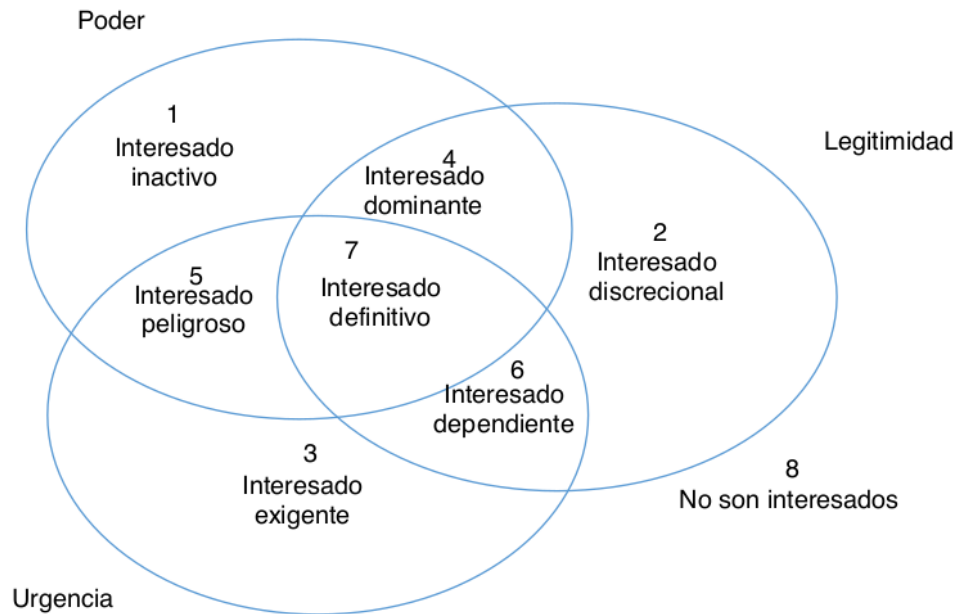 Poder
1
Interesado
inactivo
Legitimidad
4
Interesado
dominante
2
Interesado
discrecional
5
Interesado
peligroso
7
Interesado
definitivo
6
Interesado
dependiente
3
Interesado
exigente
8
No son interesados
Urgencia